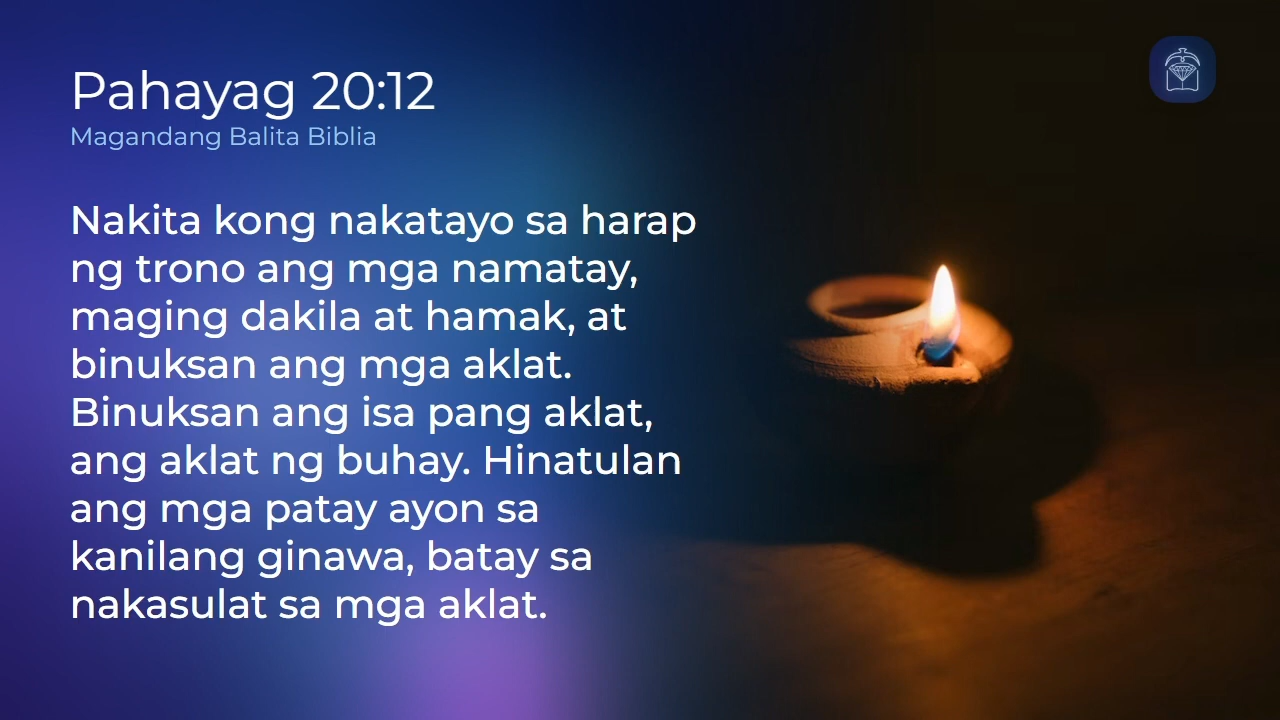 Pahayag 20:12
Magandang Balita Biblia
Nakita kong nakatayo sa harap
ng trono ang mga namatay,
maging dakila at hamak, at
binuksan ang mga aklat.
Binuksan ang isa pang aklat,
ang aklat ng buhay. Hinatulan
ang mga patay ayon sa
kanilang ginawa, batay sa
nakasulat sa mga aklat.